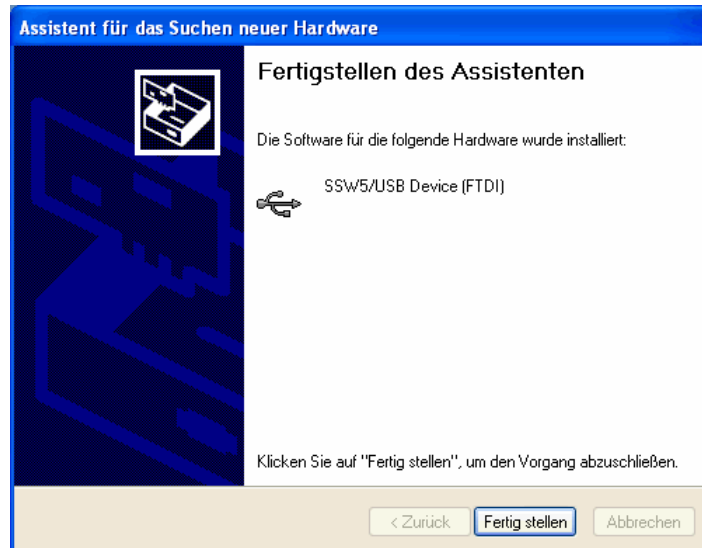 Assistent für das Suchen neuer Hardware
Fertigstellen des Assistenten
Die Software für die folgende Hardware wurde installiert:
SSW5/USB Device (FTDI)
Klicken Sie auf "Fertig stellen", um den Vorgang abzuschließen.
< Zurück
Fertig stellen
Abbrechen